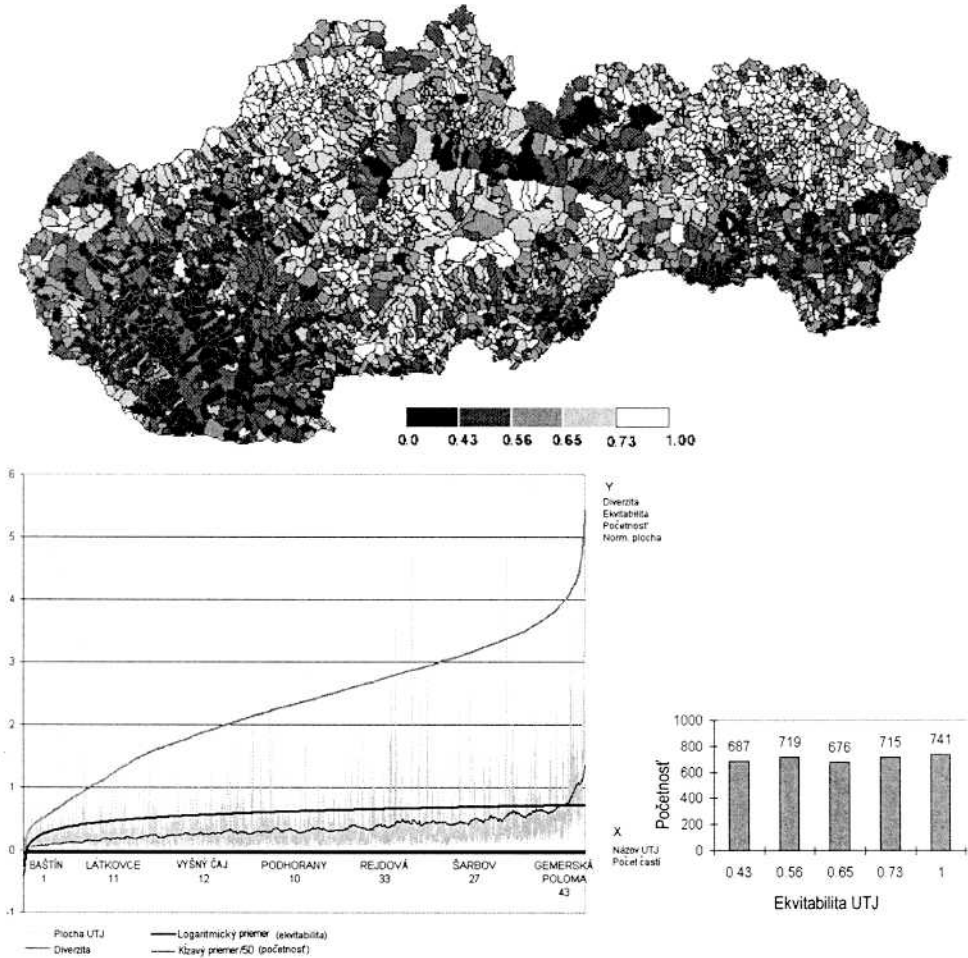 0.0 0.43 0.56 0.65 0.73 1.00
6
5
4
3
2
1
0
-1
Y
Diverzita
Ekvitabilita
Početnosť
Norm. plocha
BAŠTÍN LÁTKOVCE VYŠNÝ ČAJ PODHORANY REJDOVÁ ŠARBOV GEMERSKÁ
POLOMA
1 11 12 10 33 27 43
X
Názov UTJ
Počet častí
Plocha UTJ Logaritmický priemer (ekvitabilita)
Diverzita Kĺzavý priemer/50 (početnosť)
Početnosť
1000
800
600
400
200
0
687 719 676 715 741
0.43 0.56 0.65 0.73 1
Ekvitabilita UTJ